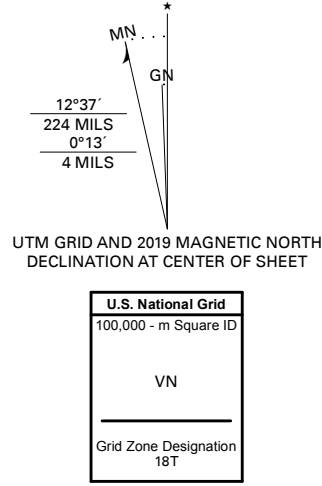 ★
MN
GN
12°37´
224 MILS
0°13´
4 MILS
UTM GRID AND 2019 MAGNETIC NORTH
DECLINATION AT CENTER OF SHEET
U.S. National Grid
100,000 - m Square ID
VN
Grid Zone Designation
18T